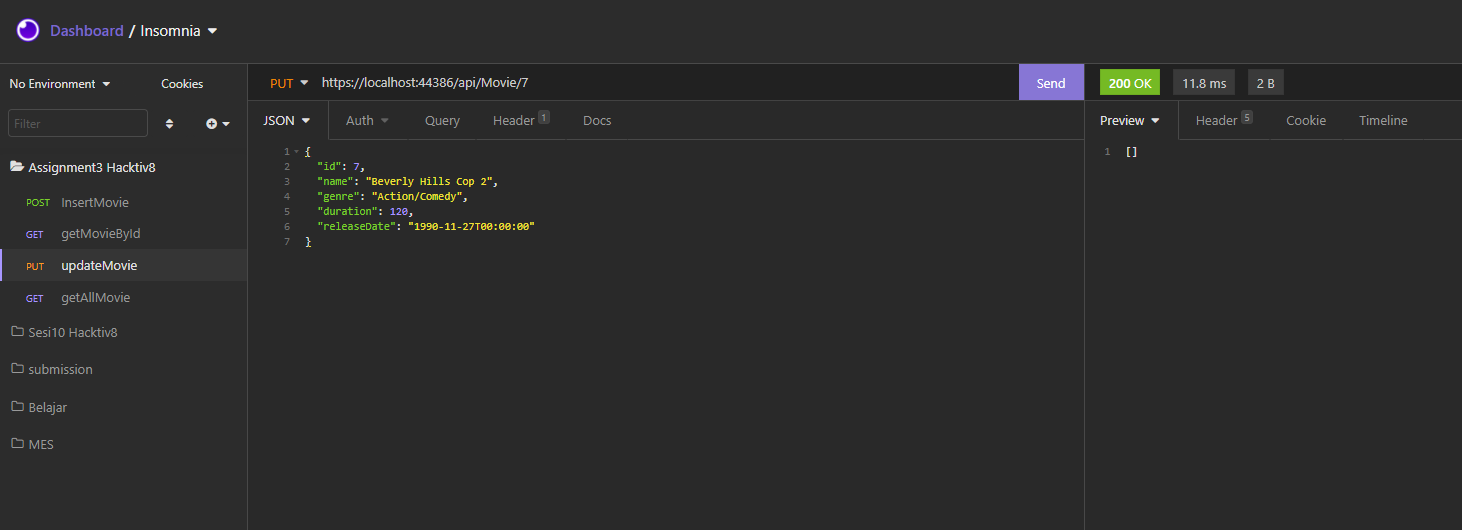 Dashboard / Insomnia
No Environment Cookies
Filter
Assignment3 Hacktiv8
POST InsertMovie
GET getMovieById
PUT updateMovie
GET getAllMovie
Sesi10 Hacktiv8
submission
Belajar
MES
PUT https://localhost:44386/api/Movie/7 Send
JSON Auth Query Header 1 Docs
1 {
2 "id": 7,
3 "name": "Beverly Hills Cop 2",
4 "genre": "Action/Comedy",
5 "duration": 120,
6 "releaseDate": "1990-11-27T00:00:00"
7 }
200 OK 11.8 ms 2 B
Preview Header 5 Cookie Timeline
1 []